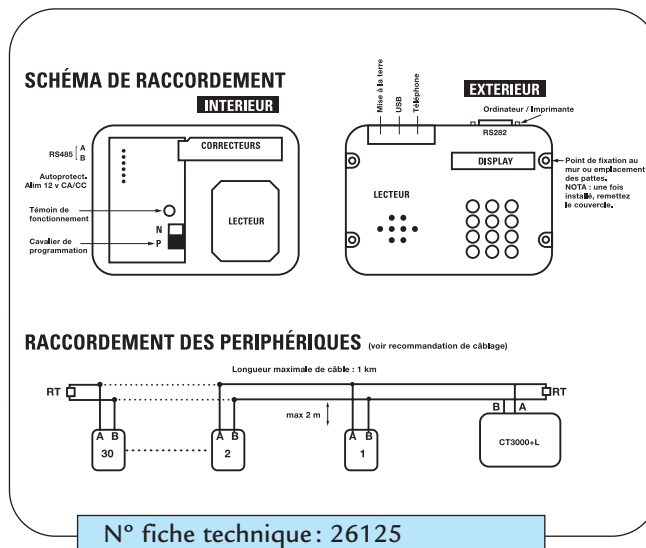 SCHÉMA DE RACCORDEMENT
INTERIEUR
EXTERIEUR
Mise à la terre
USB
Téléphone
Ordinateur / Imprimante
RS282
RS485
A
B
CORRECTEURS
Autoprotect.
Alim 12 v CA/CC
Témoin de
fonctionnement
N
P
Cavalier de
programmation
LECTEUR
DISPLAY
LECTEUR
Point de fixation au
mur ou emplacement
des pattes.
NOTA : une fois
installé, remettez
le couvercle.
RACCORDEMENT DES PERIPHÉRIQUES (voir recommandation de câblage)
Longueur maximale de câble : 1 km
RT
RT
max 2 m
B A
A B
A B
A B
30
2
1
CT3000+L
N° fiche technique : 26125